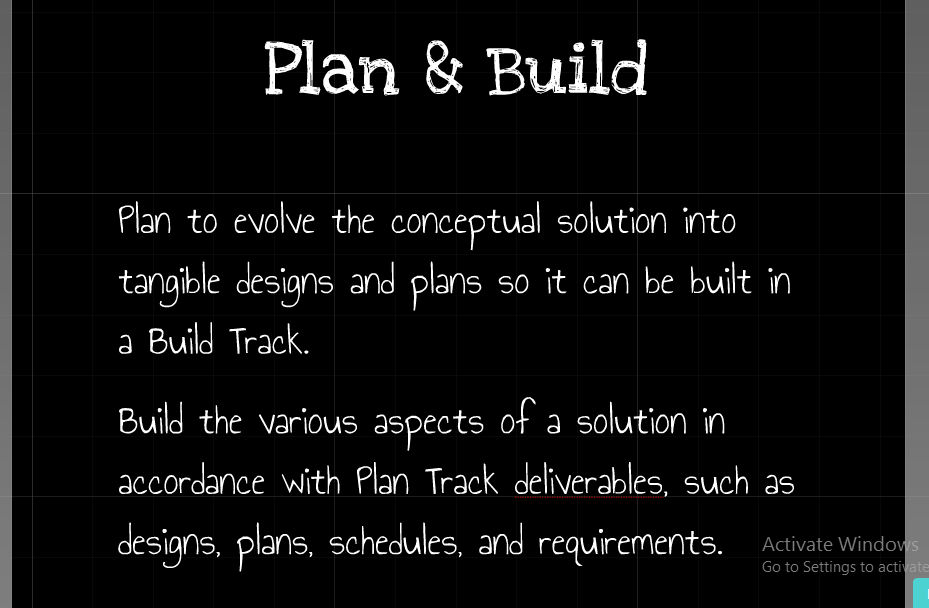 Plan & Build
Plan to evolve the conceptual solution into
tangible designs and plans so it can be built in
a Build Track.
Build the various aspects of a solution in
accordance with Plan Track deliverables, such as
designs, plans, schedules, and requirements.
Activate Windows
Go to Settings to activate